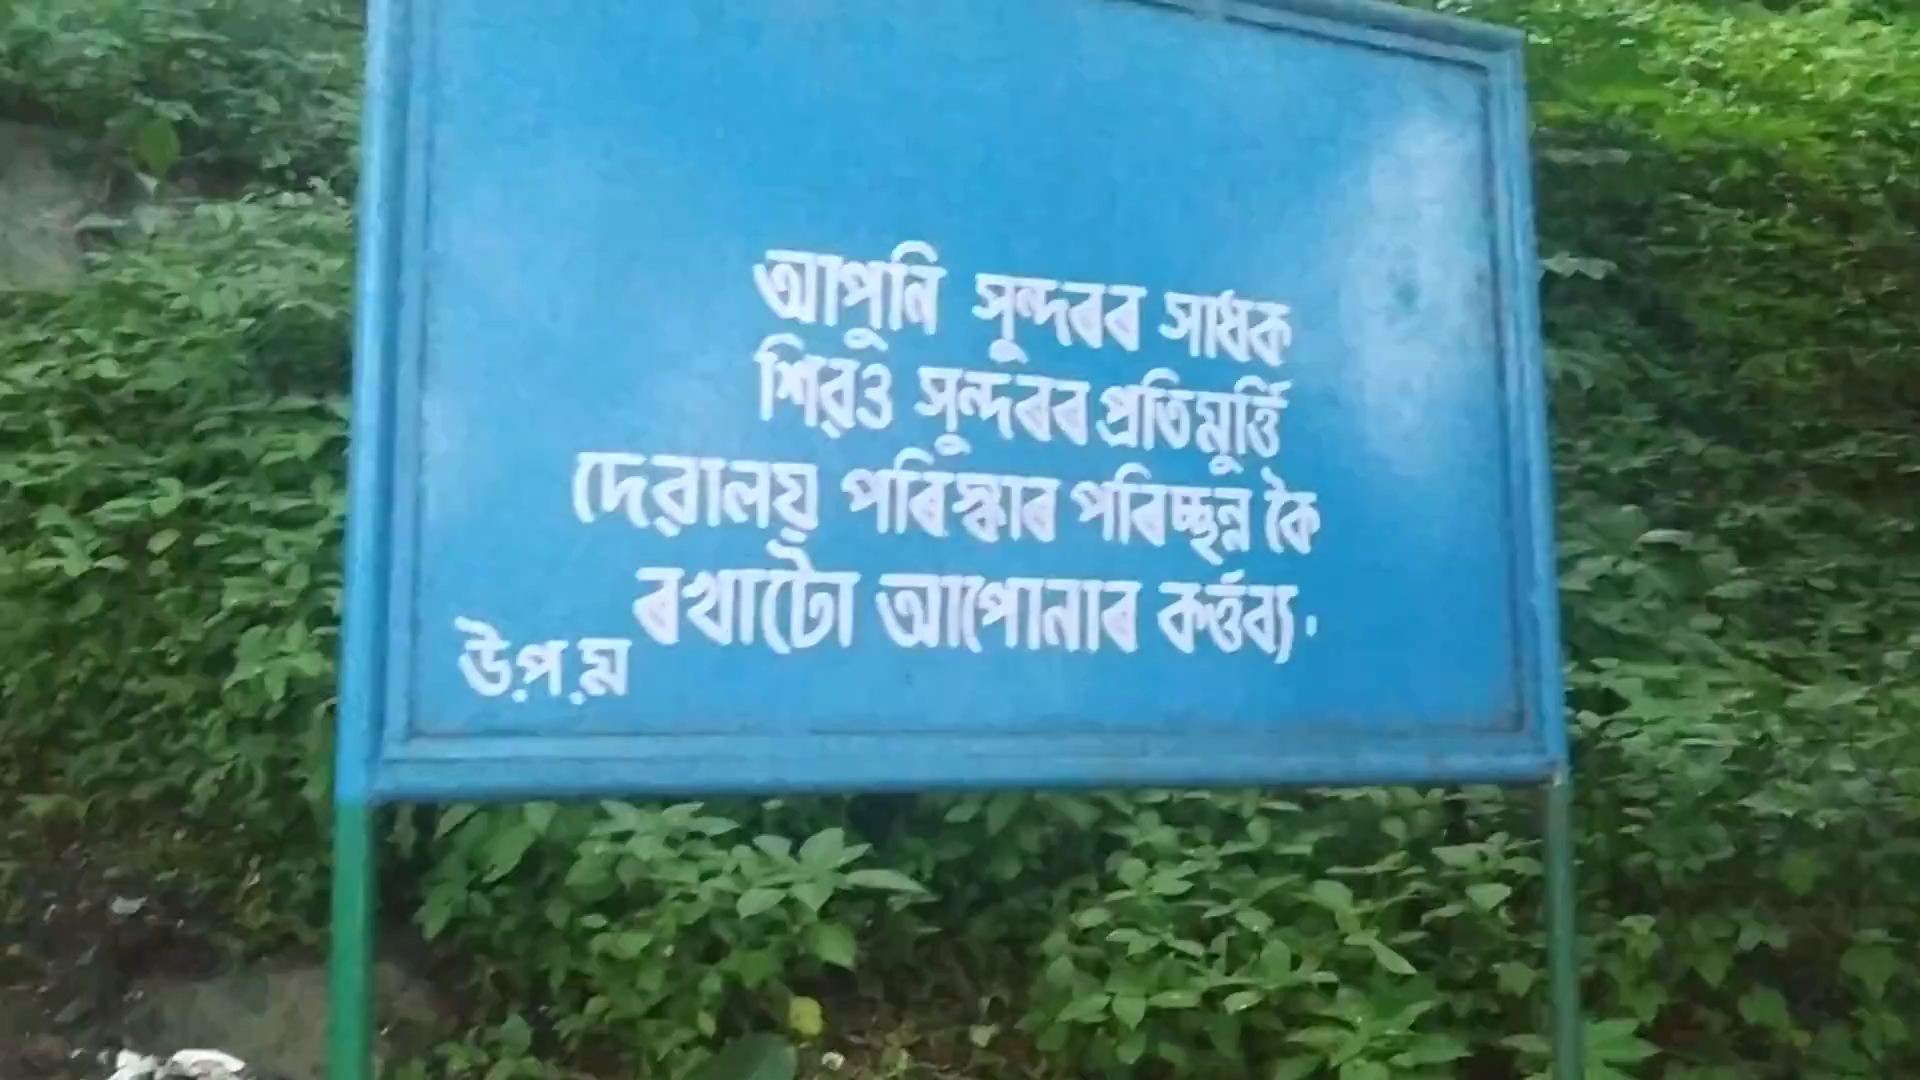 আপুনি সুন্দৰৰ সাধক
শিৱও সুন্দৰৰ প্ৰতিমুৰ্ত্তি
দেৱালয় পৰিস্কাৰ পৰিচ্ছন্ন কৈ
ৰখাটো আপোনাৰ কৰ্ত্তব্য.
উ.প.ম